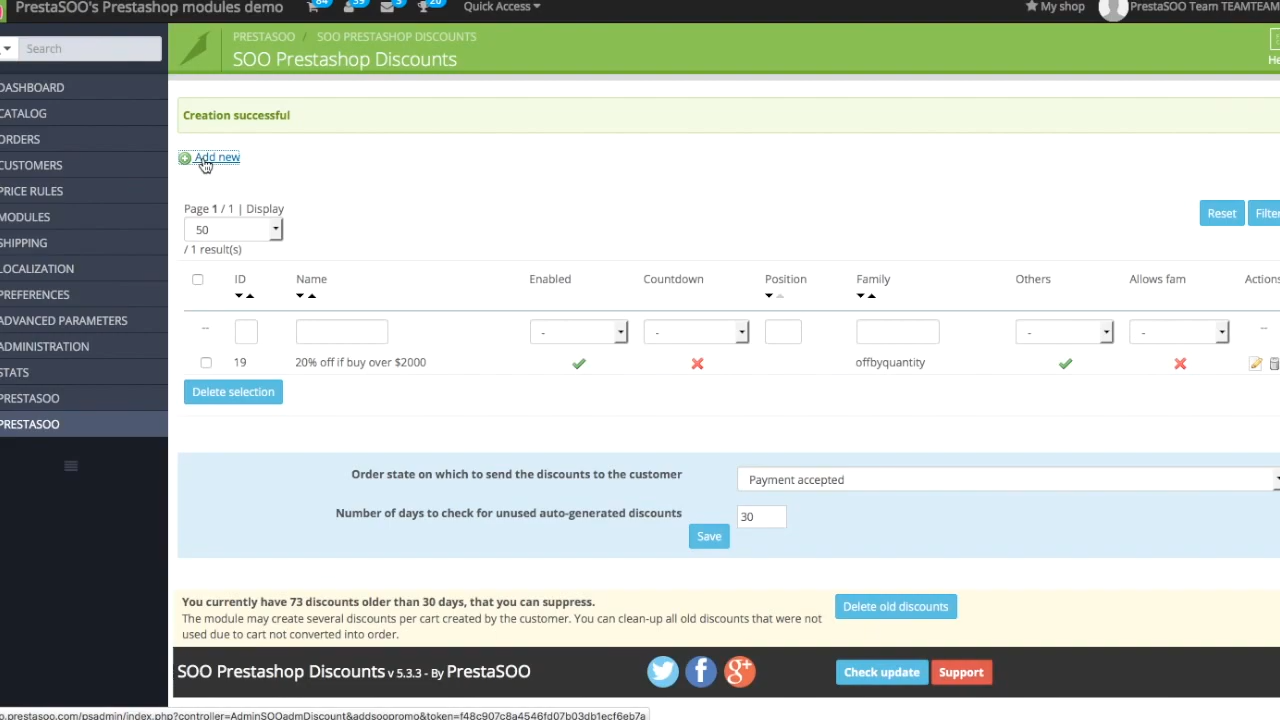 PrestaSOO's Prestashop modules demo
Quick Access
My shop
PrestaSOO Team TEAMTEAM
Search
PRESTASOO / SOO PRESTASHOP DISCOUNTS
SOO Prestashop Discounts
He
DASHBOARD
CATALOG
ORDERS
CUSTOMERS
PRICE RULES
MODULES
SHIPPING
LOCALIZATION
PREFERENCES
ADVANCED PARAMETERS
ADMINISTRATION
STATS
PRESTASOO
PRESTASOO
Creation successful
Add new
Page 1 / 1 | Display
50
/ 1 result(s)
Reset
Filter
ID Name Enabled Countdown Position Family Others Allows fam Actions
-- - - - - --
19 20% off if buy over $2000 offbyquantity
Delete selection
Order state on which to send the discounts to the customer
Payment accepted
Number of days to check for unused auto-generated discounts
30
Save
You currently have 73 discounts older than 30 days, that you can suppress.
The module may create several discounts per cart created by the customer. You can clean-up all old discounts that were not
used due to cart not converted into order.
Delete old discounts
SOO Prestashop Discounts v 5.3.3 - By PrestaSOO
Check update
Support
o.prestasoo.com/psadmin/index.php?controller=AdminSOOadmDiscount&addsoopromo&token=f48c907c8a4546fd07b03db1ecf6eb7a